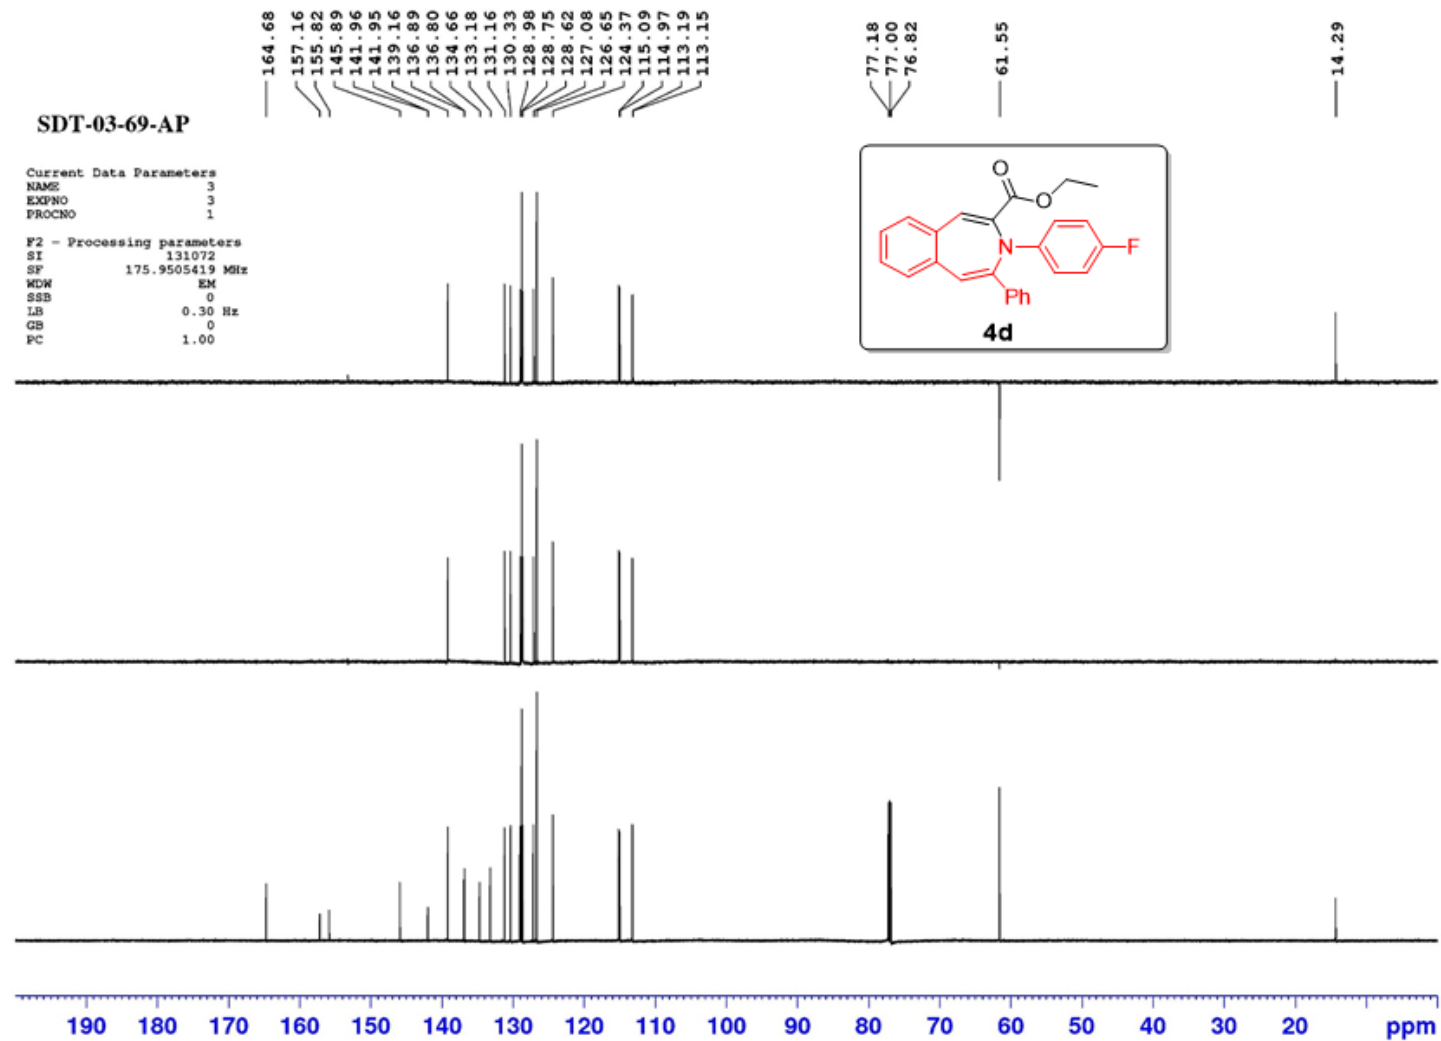 164.68
157.16
155.82
145.89
141.96
141.95
139.16
136.89
136.80
134.66
133.18
131.16
130.33
128.98
128.75
128.62
127.08
126.65
124.37
115.09
114.97
113.19
113.15
77.18
77.00
76.82
61.55
14.29
SDT-03-69-AP
Current Data Parameters
NAME 3
EXPNO 3
PROCNO 1
F2 - Processing parameters
SI 131072
SF 175.9505419 MHz
WDW EM
SSB 0
LB 0.30 Hz
GB 0
PC 1.00
O
O
N
F
Ph
4d
190 180 170 160 150 140 130 120 110 100 90 80 70 60 50 40 30 20 ppm